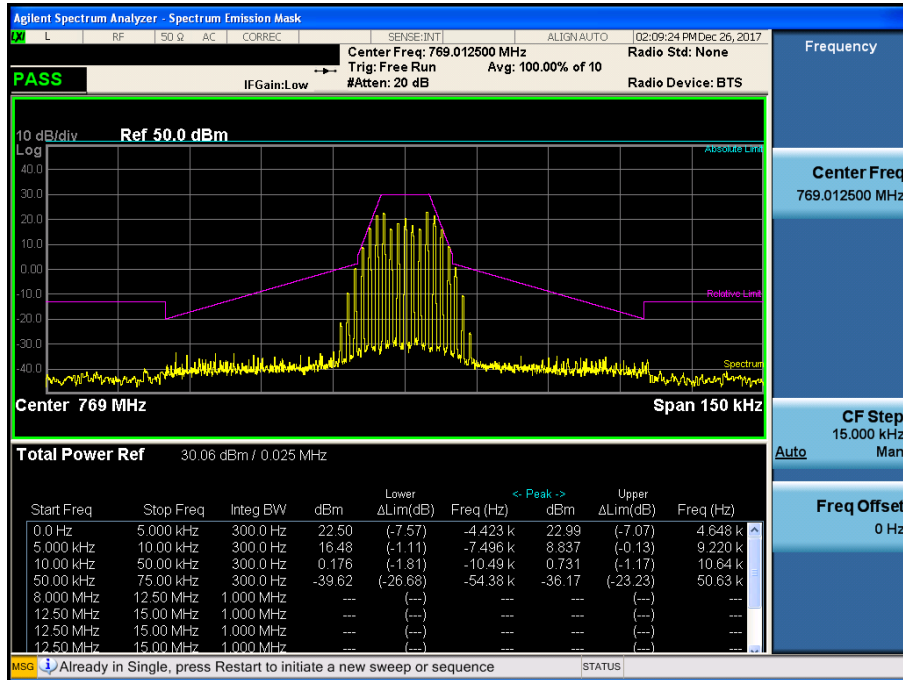 Agilent Spectrum Analyzer - Spectrum Emission Mask
LXI L RF 50 Ω AC CORREC SENSE:INT ALIGN AUTO 02:09:24 PM Dec 26, 2017
Center Freq: 769.012500 MHz Radio Std: None
Trig: Free Run Avg: 100.00% of 10
PASS IFGain:Low #Atten: 20 dB Radio Device: BTS
10 dB/div Ref 50.0 dBm
Log
Absolute Limit
40.0
30.0
20.0
10.0
0.00
-10.0
Relative Limit
-20.0
-30.0
Spectrum
-40.0
Center 769 MHz Span 150 kHz
Total Power Ref 30.06 dBm / 0.025 MHz
Lower <- Peak -> Upper
Start Freq Stop Freq Integ BW dBm ΔLim(dB) Freq (Hz) dBm ΔLim(dB) Freq (Hz)
0.0 Hz 5.000 kHz 300.0 Hz 22.50 (-7.57) -4.423 k 22.99 (-7.07) 4.648 k
5.000 kHz 10.00 kHz 300.0 Hz 16.48 (-1.11) -7.496 k 8.837 (-0.13) 9.220 k
10.00 kHz 50.00 kHz 300.0 Hz 0.176 (-1.81) -10.49 k 0.731 (-1.17) 10.64 k
50.00 kHz 75.00 kHz 300.0 Hz -39.62 (-26.68) -54.38 k -36.17 (-23.23) 50.63 k
8.000 MHz 12.50 MHz 1.000 MHz --- (---) --- (---)
12.50 MHz 15.00 MHz 1.000 MHz --- (---) --- (---)
12.50 MHz 15.00 MHz 1.000 MHz --- (---) --- (---)
12.50 MHz 15.00 MHz 1.000 MHz --- (---) --- (---)
MSG Already in Single, press Restart to initiate a new sweep or sequence STATUS
Frequency
Center Freq
769.012500 MHz
CF Step
15.000 kHz
Auto Man
Freq Offset
0 Hz